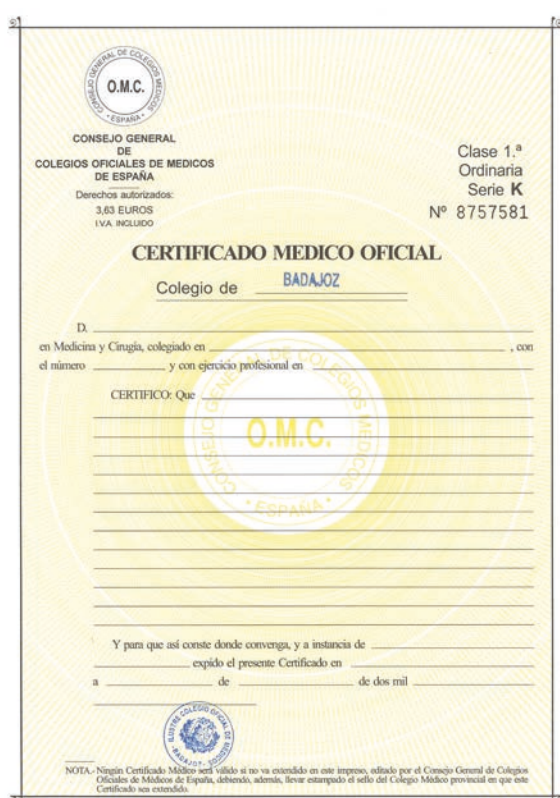 CONSEJO GENERAL DE COLEGIOS MEDICOS
O.M.C.
· ESPAÑA ·
CONSEJO GENERAL
DE
COLEGIOS OFICIALES DE MEDICOS
DE ESPAÑA
Derechos autorizados:
3,63 EUROS
I.V.A. INCLUIDO
Clase 1.ª
Ordinaria
Serie K
Nº 8757581
CERTIFICADO MEDICO OFICIAL
Colegio de BADAJOZ
D.
en Medicina y Cirugía, colegiado en , con
el número y con ejercicio profesional en
CERTIFICO: Que
CONSEJO GENERAL DE COLEGIOS MEDICOS
O.M.C.
· ESPAÑA ·
Y para que así conste donde convenga, y a instancia de
expido el presente Certificado en
a de de dos mil
ILUSTRE COLEGIO OFICIAL DE MEDICOS
· BADAJOZ ·
NOTA.- Ningún Certificado Médico será válido si no va extendido en este impreso, editado por el Consejo General de Colegios
Oficiales de Médicos de España, debiendo, además, llevar estampado el sello del Colegio Médico provincial en que este
Certificado sea extendido.